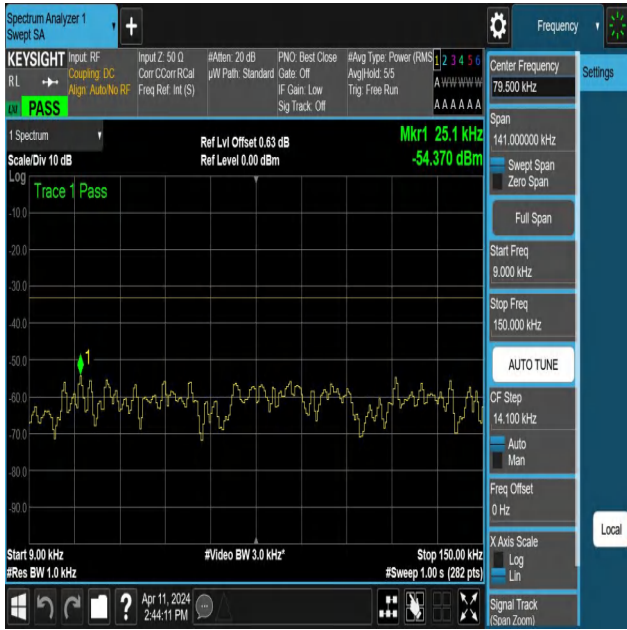 Spectrum Analyzer 1
Swept SA
+
Frequency
KEYSIGHT
RL
PASS
Input: RF
Coupling: DC
Align: Auto/No RF
Input Z: 50 Ω
Corr CCorr RCal
Freq Ref: Int (S)
#Atten: 20 dB
µW Path: Standard
PNO: Best Close
Gate: Off
IF Gain: Low
Sig Track: Off
#Avg Type: Power (RMS
Avg|Hold: 5/5
Trig: Free Run
1 2 3 4 5 6
A W W W W W
A A A A A A
1 Spectrum
Scale/Div 10 dB
Ref Lvl Offset 0.63 dB
Ref Level 0.00 dBm
Mkr1 25.1 kHz
-54.370 dBm
Log
Trace 1 Pass
-10.0
-20.0
-30.0
-40.0
-50.0
1
-60.0
-70.0
-80.0
-90.0
Start 9.00 kHz
#Res BW 1.0 kHz
#Video BW 3.0 kHz*
Stop 150.00 kHz
#Sweep 1.00 s (282 pts)
?
Apr 11, 2024
2:44:11 PM
Center Frequency
79.500 kHz
Span
141.000000 kHz
Swept Span
Zero Span
Full Span
Start Freq
9.000 kHz
Stop Freq
150.000 kHz
AUTO TUNE
CF Step
14.100 kHz
Auto
Man
Freq Offset
0 Hz
X Axis Scale
Log
Lin
Signal Track
(Span Zoom)
Settings
Local